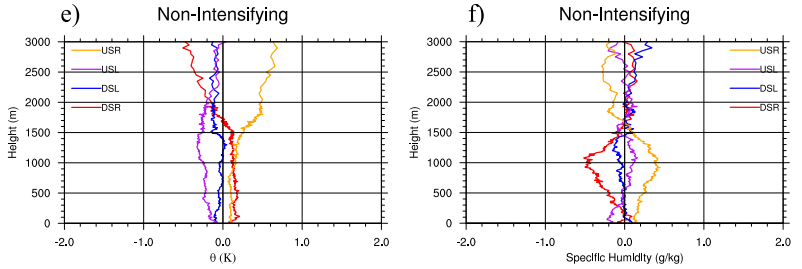 e) Non-Intensifying
3000
2500
2000
1500
1000
500
0
Height (m)
USR
USL
DSL
DSR
-2.0 -1.0 0.0 1.0 2.0
θ (K)
f) Non-Intensifying
3000
2500
2000
1500
1000
500
0
Height (m)
USR
USL
DSL
DSR
-2.0 -1.0 0.0 1.0 2.0
Specific Humidity (g/kg)